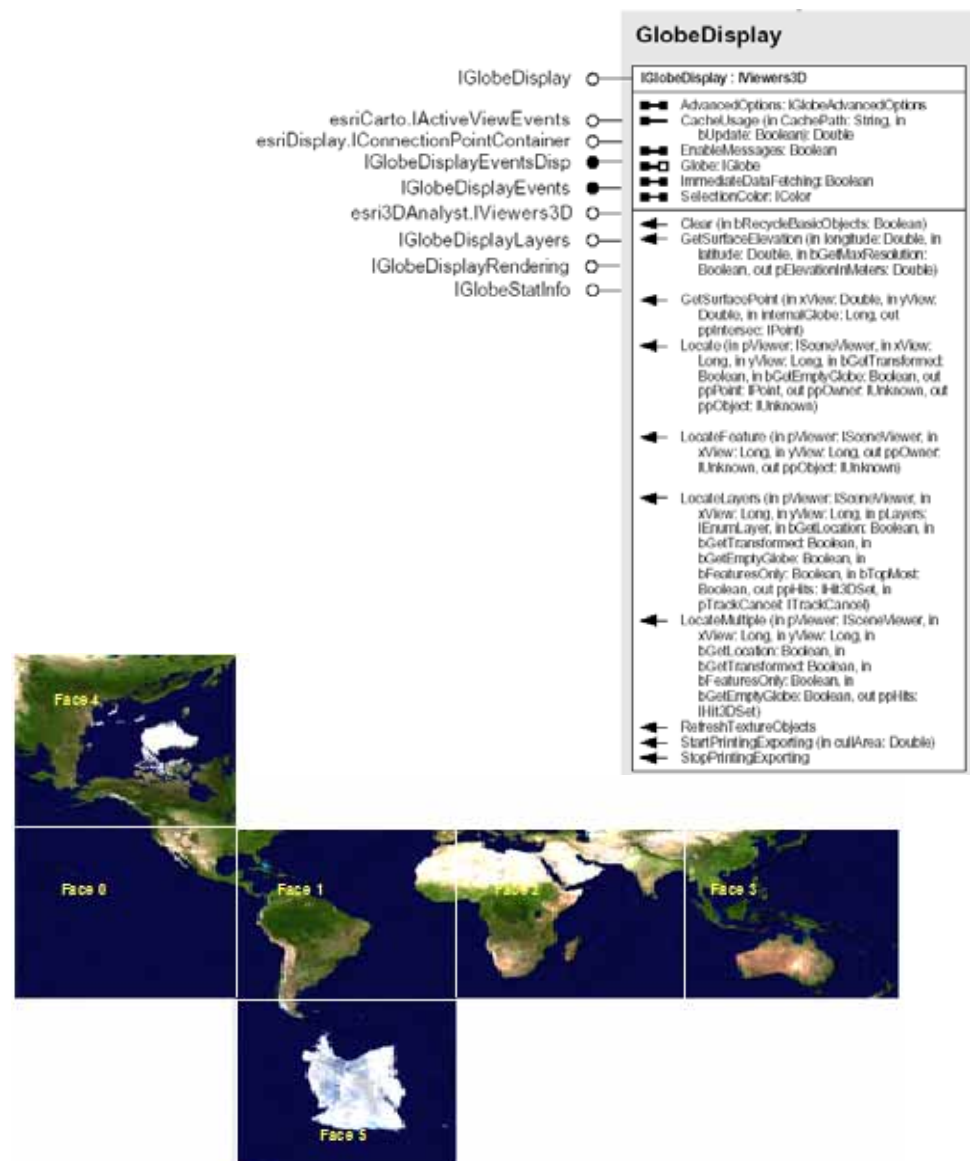 GlobeDisplay
IGlobeDisplay
esriCarto.IActiveViewEvents
esriDisplay.IConnectionPointContainer
IGlobeDisplayEventsDisp
IGlobeDisplayEvents
esri3DAnalyst.IViewers3D
IGlobeDisplayLayers
IGlobeDisplayRendering
IGlobeStatInfo
IGlobeDisplay : IViewers3D
AdvancedOptions: IGlobeAdvancedOptions
CacheUsage (in CachePath: String, in
bUpdate: Boolean): Double
EnableMessages: Boolean
Globe: IGlobe
ImmediateDataFetching: Boolean
SelectionColor: IColor
Clear (in bRecycleBasicObjects: Boolean)
GetSurfaceElevation (in longitude: Double, in
latitude: Double, in bGetMaxResolution:
Boolean, out pElevationInMeters: Double)
GetSurfacePoint (in xView: Double, in yView:
Double, in internalGlobe: Long, out
ppIntersec: IPoint)
Locate (in pViewer: ISceneViewer, in xView:
Long, in yView: Long, in bGetTransformed:
Boolean, in bGetEmptyGlobe: Boolean, out
ppPoint: IPoint, out ppOwner: IUnknown, out
ppObject: IUnknown)
LocateFeature (in pViewer: ISceneViewer, in
xView: Long, in yView: Long, out ppOwner:
IUnknown, out ppObject: IUnknown)
LocateLayers (in pViewer: ISceneViewer, in
xView: Long, in yView: Long, in pLayers:
IEnumLayer, in bGetLocation: Boolean, in
bGetTransformed: Boolean, in
bGetEmptyGlobe: Boolean, in
bFeaturesOnly: Boolean, in bTopMost:
Boolean, out ppHits: IHit3DSet, in
pTrackCancel: ITrackCancel)
LocateMultiple (in pViewer: ISceneViewer, in
xView: Long, in yView: Long, in
bGetLocation: Boolean, in
bGetTransformed: Boolean, in
bFeaturesOnly: Boolean, in
bGetEmptyGlobe: Boolean, out ppHits:
IHit3DSet)
RefreshTextureObjects
StartPrintingExporting (in cullArea: Double)
StopPrintingExporting
Face 4
Face 0
Face 1
Face 2
Face 3
Face 5